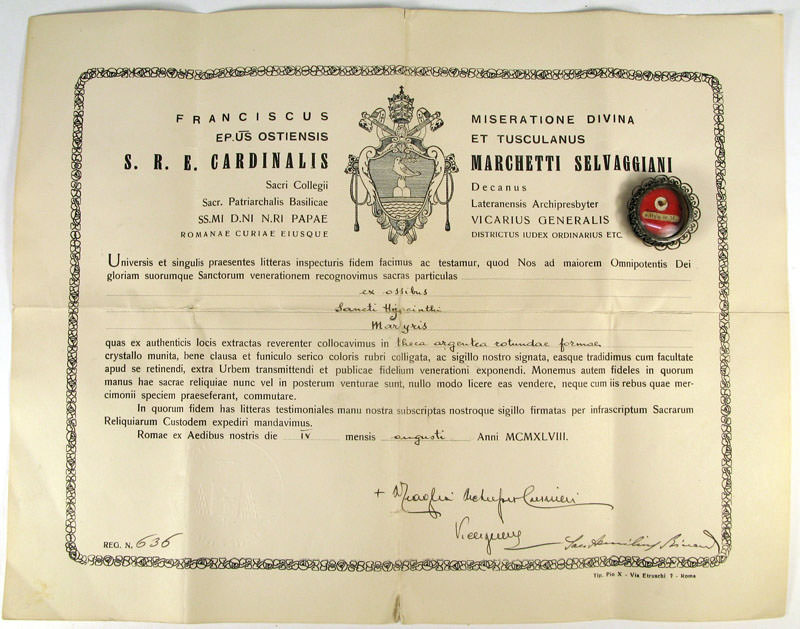 FRANCISCUS
EP.US OSTIENSIS
S. R. E. CARDINALIS
Sacri Collegii
Sacr. Patriarchalis Basilicae
SS.MI D.NI N.RI PAPAE
ROMANAE CURIAE EIUSQUE
MISERATIONE DIVINA
ET TUSCULANUS
MARCHETTI SELVAGGIANI
Decanus
Lateranensis Archipresbyter
VICARIUS GENERALIS
DISTRICTUS IUDEX ORDINARIUS ETC.
Universis et singulis praesentes litteras inspecturis fidem facimus ac testamur, quod Nos ad maiorem Omnipotentis Dei
gloriam suorumque Sanctorum venerationem recognovimus sacras particulas
ex ossibus
Sancti Hyacinthi
Martyris
quas ex authenticis locis extractas reverenter collocavimus in theca argentea rotundae formae
crystallo munita, bene clausa et funiculo serico coloris rubri colligata, ac sigillo nostro signata, easque tradidimus cum facultate
apud se retinendi, extra Urbem transmittendi et publicae fidelium venerationi exponendi. Monemus autem fideles in quorum
manus hae sacrae reliquiae nunc vel in posterum venturae sunt, nullo modo licere eas vendere, neque cum iis rebus quae mer-
cimonii speciem praeseferant, commutare.
In quorum fidem has litteras testimoniales manu nostra subscriptas nostroque sigillo firmatas per infrascriptum Sacrarum
Reliquiarum Custodem expediri mandavimus.
Romae ex Aedibus nostris die IV mensis augusti Anni MCMXLVIII.
REG. N. 636
Tip. Pio X - Via Etruschi 7 - Roma